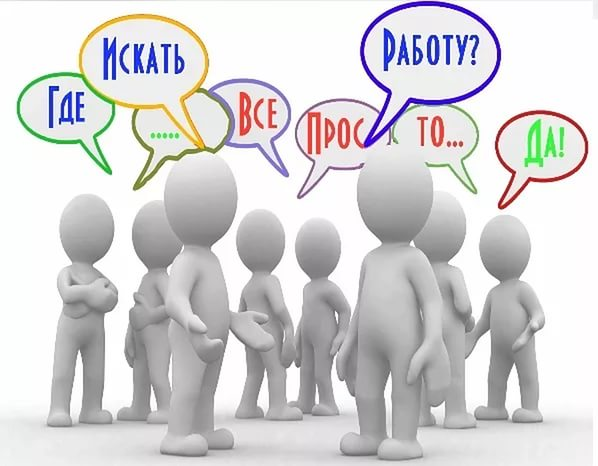 Где
Искать
Работу?
.....
Все
Прос
то...
Да!